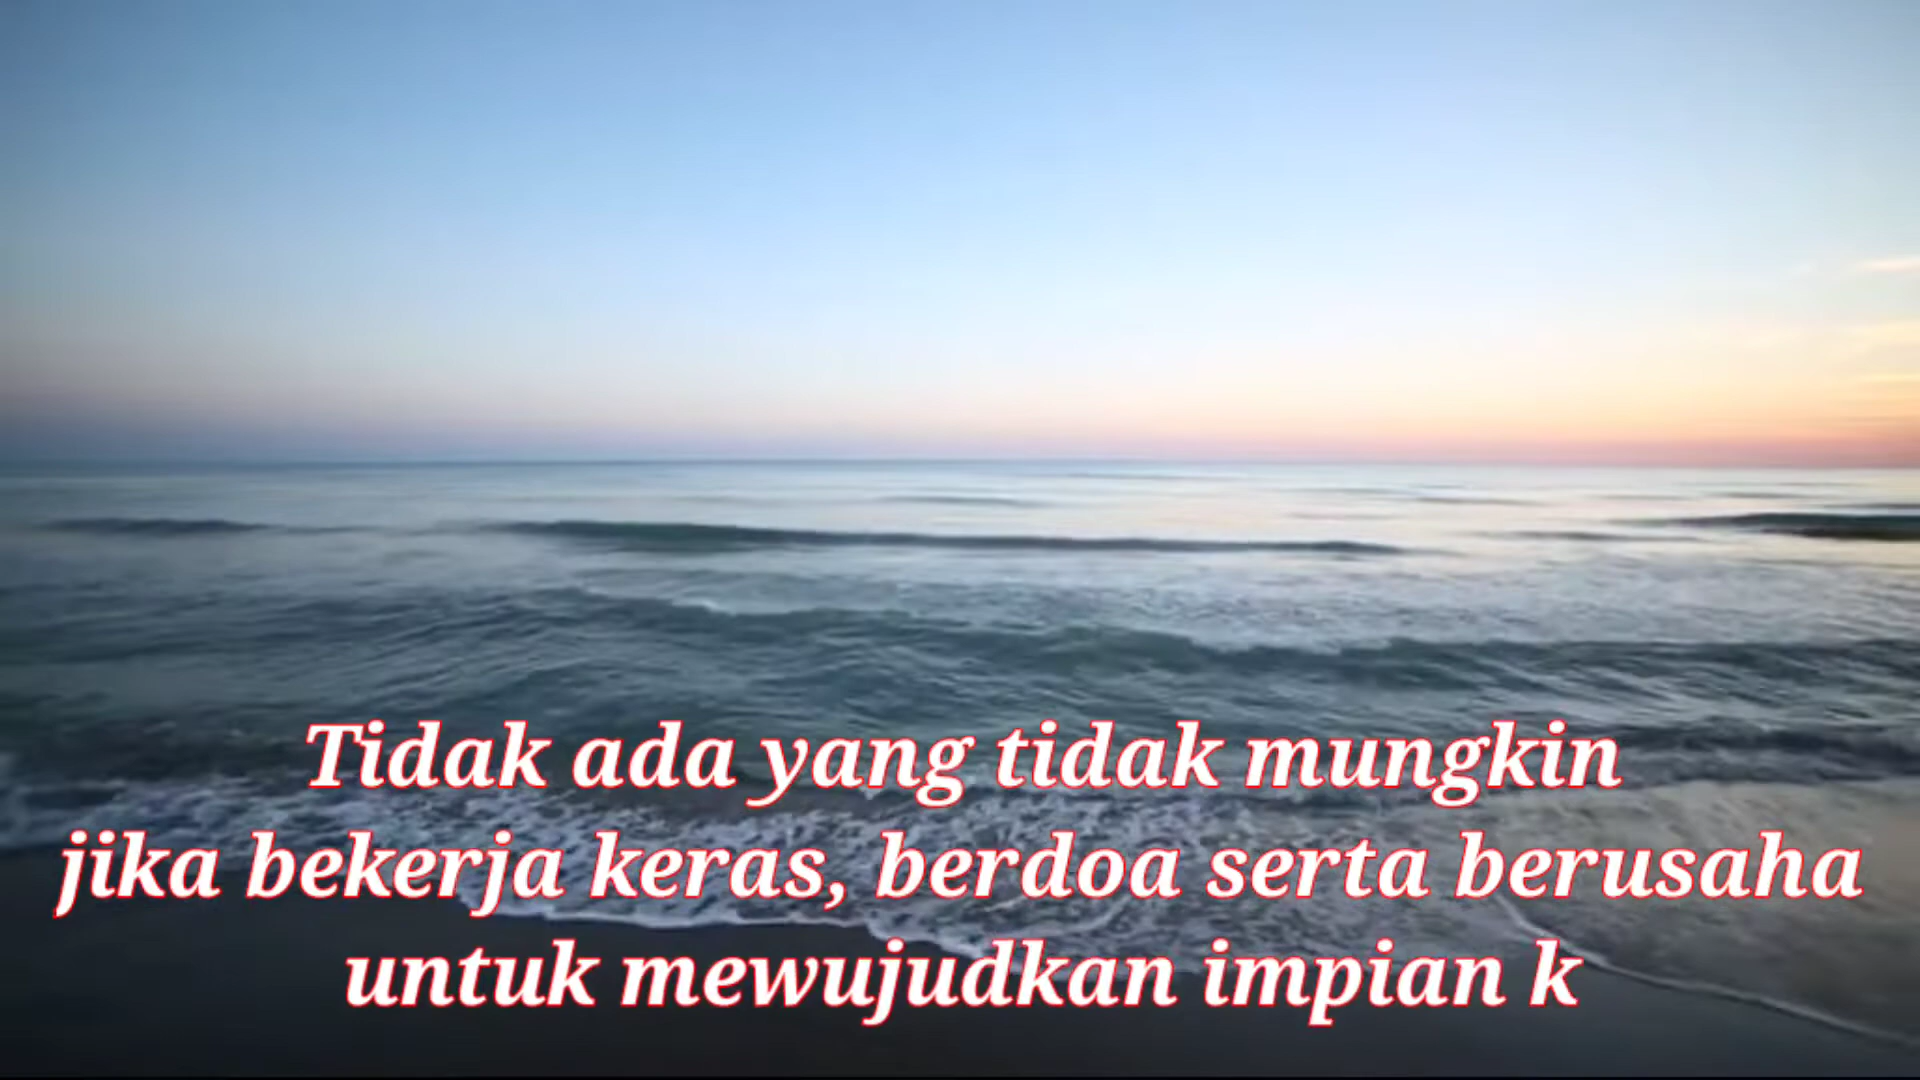 Tidak ada yang tidak mungkin
jika bekerja keras, berdoa serta berusaha
untuk mewujudkan impian k